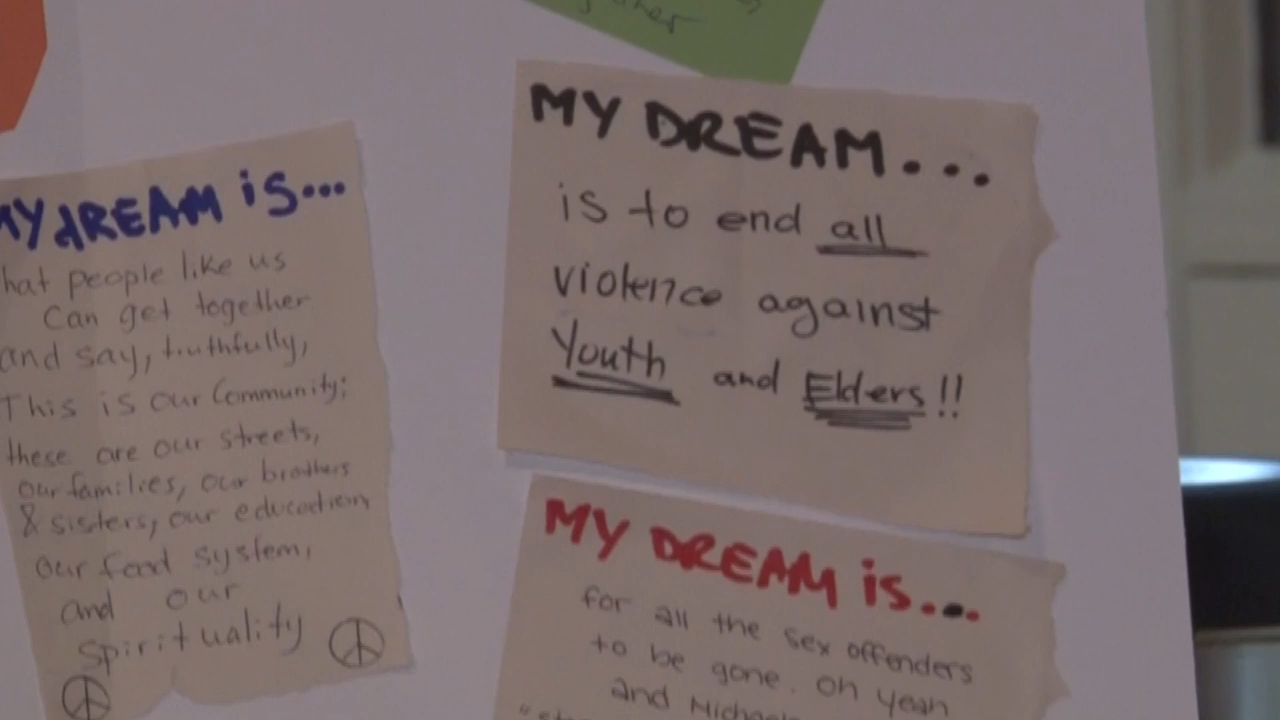 MY dREAM iS...
hat people like us
Can get together
and say, truthfully,
This is our Community;
these are our streets,
our families, our brothers
& sisters, our education
our food system,
and our
spirituality
MY DREAM...
is to end all
violence against
Youth and Elders!!
MY DREAM is...
for all the sex offenders
to be gone. oh yeah
and